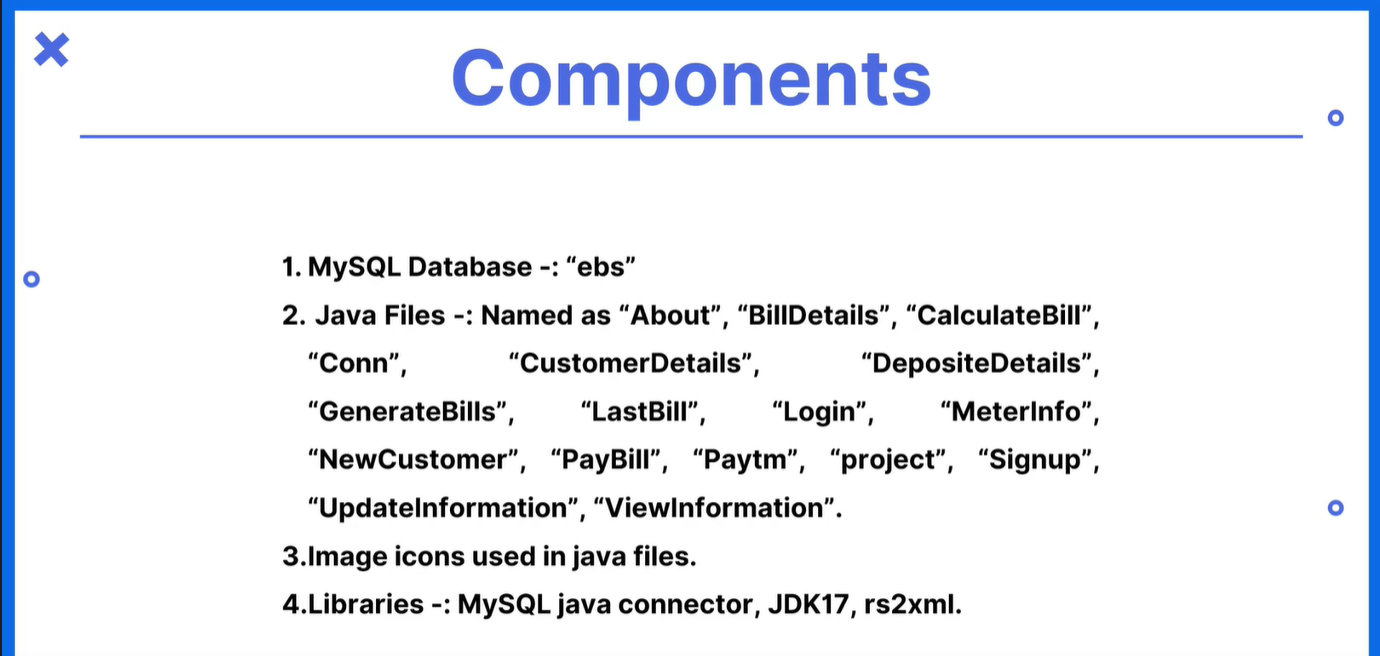 Components
1. MySQL Database -: “ebs”
2. Java Files -: Named as “About”, “BillDetails”, “CalculateBill”,
“Conn”, “CustomerDetails”, “DepositeDetails”,
“GenerateBills”, “LastBill”, “Login”, “MeterInfo”,
“NewCustomer”, “PayBill”, “Paytm”, “project”, “Signup”,
“UpdateInformation”, “ViewInformation”.
3.Image icons used in java files.
4.Libraries -: MySQL java connector, JDK17, rs2xml.